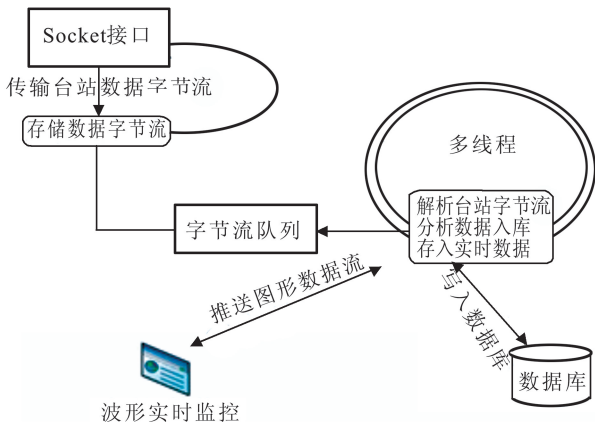 Socket接口
传输台站数据字节流
存储数据字节流
多线程
解析台站字节流
分析数据入库
存入实时数据
字节流队列
推送图形数据流
写入数据库
数据库
波形实时监控